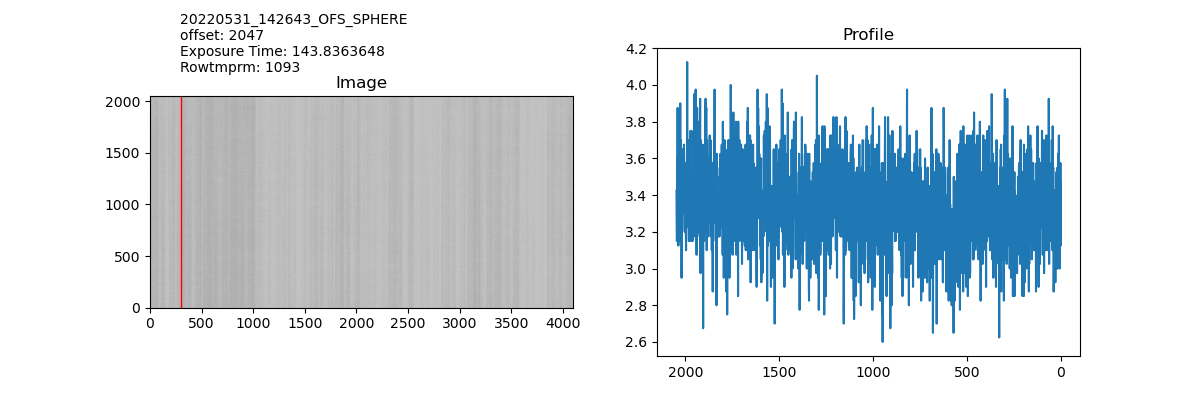 20220531_142643_OFS_SPHERE
offset: 2047
Exposure Time: 143.8363648
Rowtmprm: 1093
Image
2000
1500
1000
500
0
0 500 1000 1500 2000 2500 3000 3500 4000
Profile
4.2
4.0
3.8
3.6
3.4
3.2
3.0
2.8
2.6
2000 1500 1000 500 0